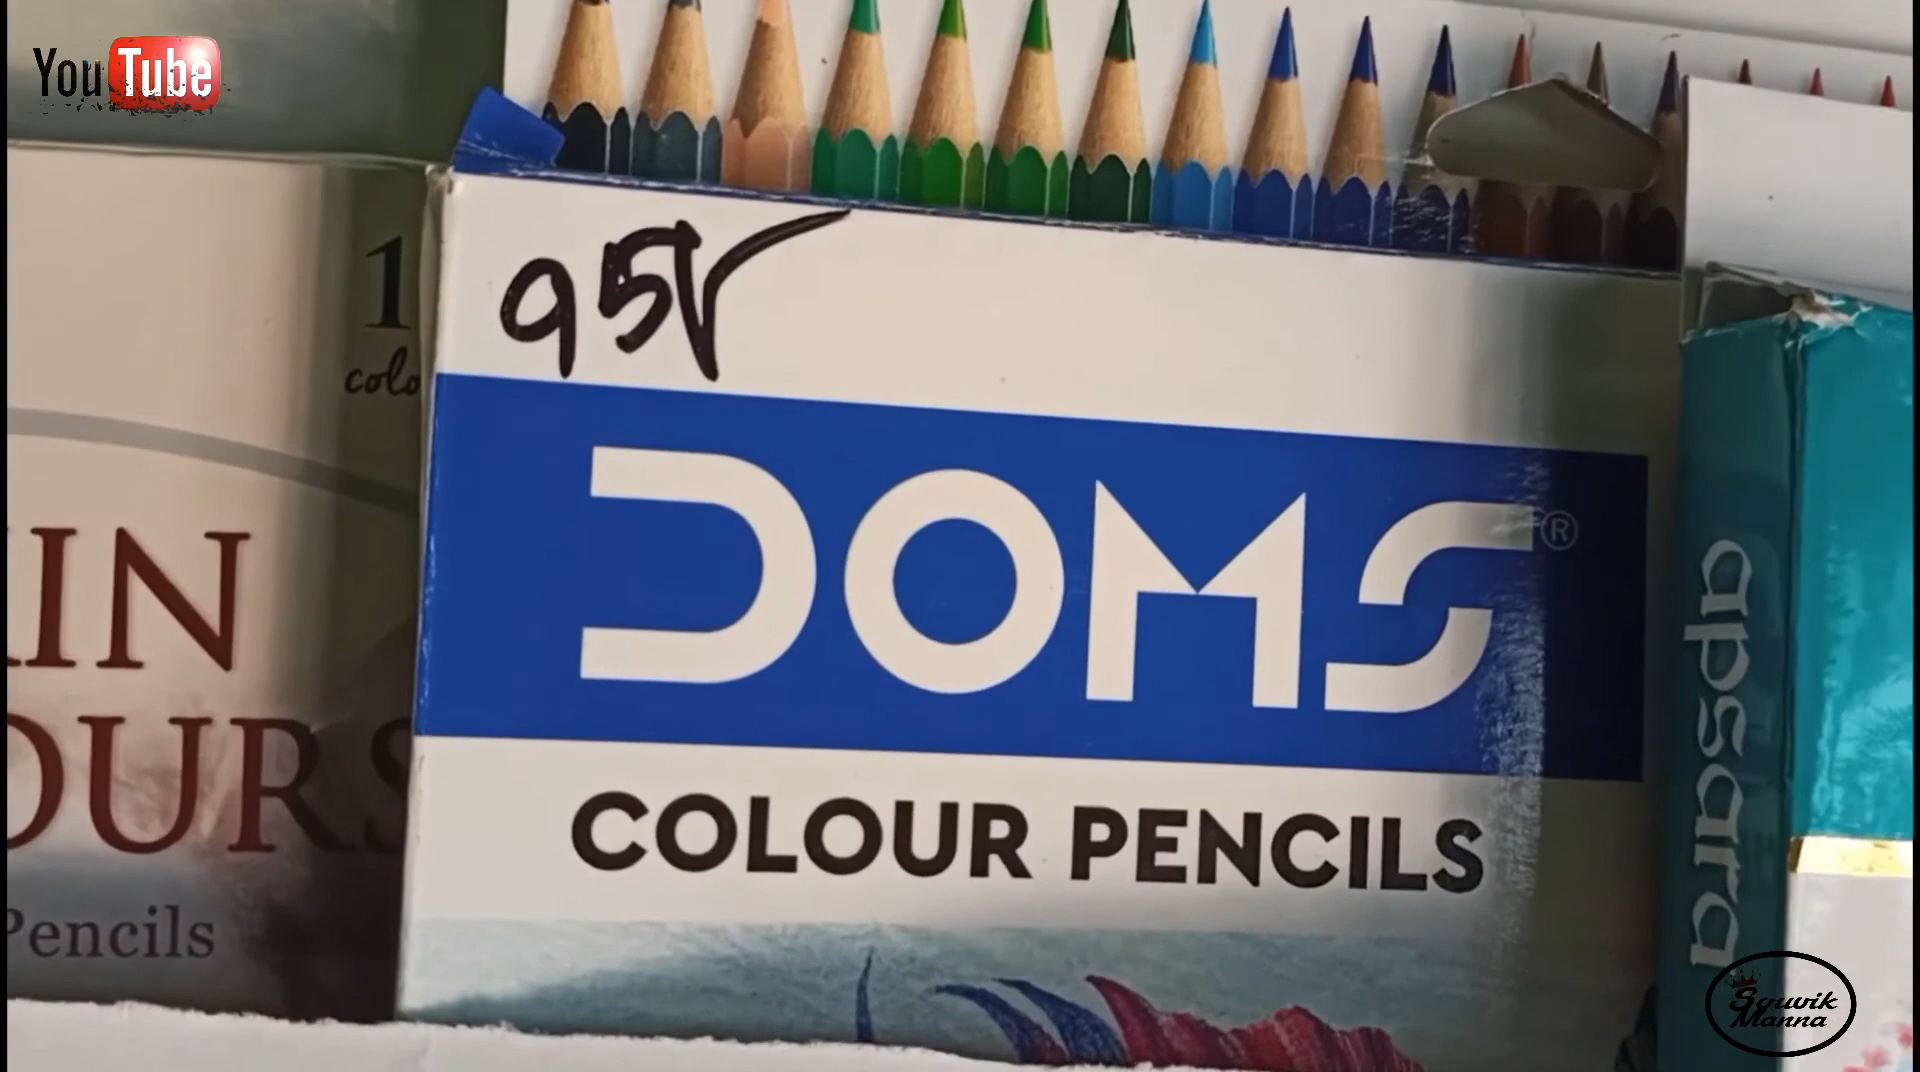 YouTube
95
1
colo
DOMS®
COLOUR PENCILS
IN
OURS
Pencils
apsara
Souvik
Manna